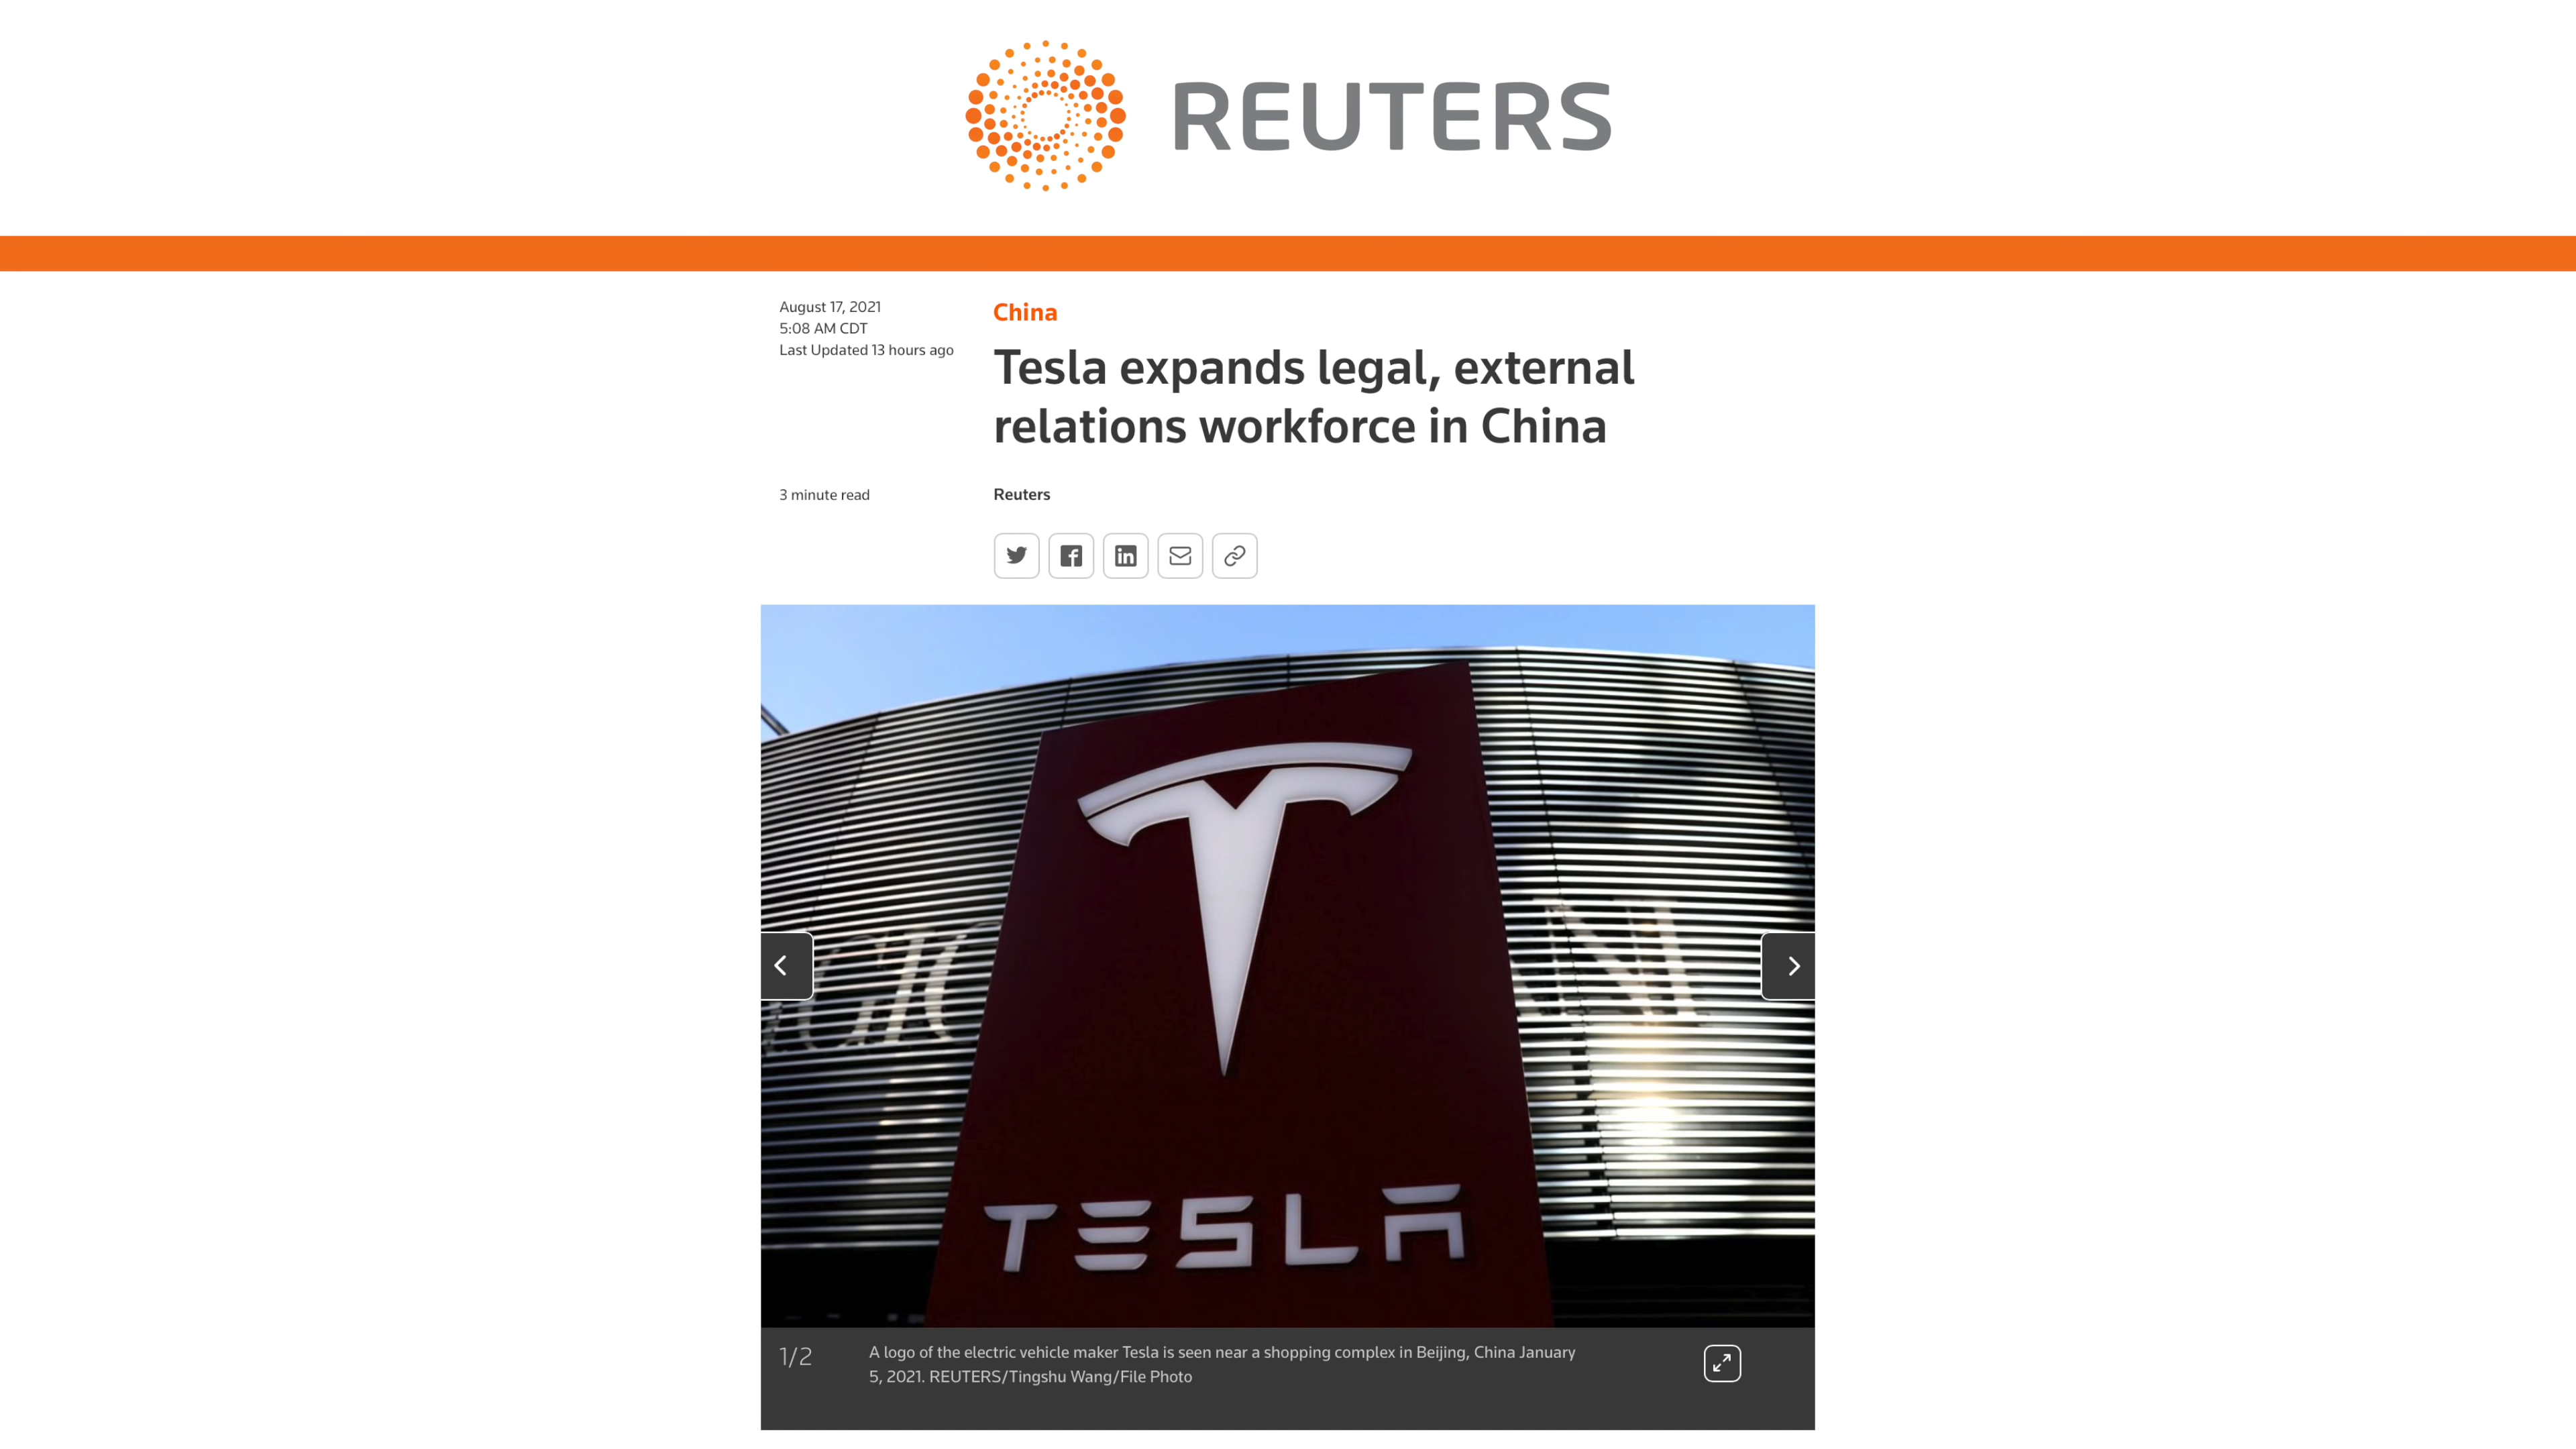 REUTERS
August 17, 2021
5:08 AM CDT
Last Updated 13 hours ago
China
Tesla expands legal, external
relations workforce in China
3 minute read
Reuters
TESLA
1/2
A logo of the electric vehicle maker Tesla is seen near a shopping complex in Beijing, China January
5, 2021. REUTERS/Tingshu Wang/File Photo